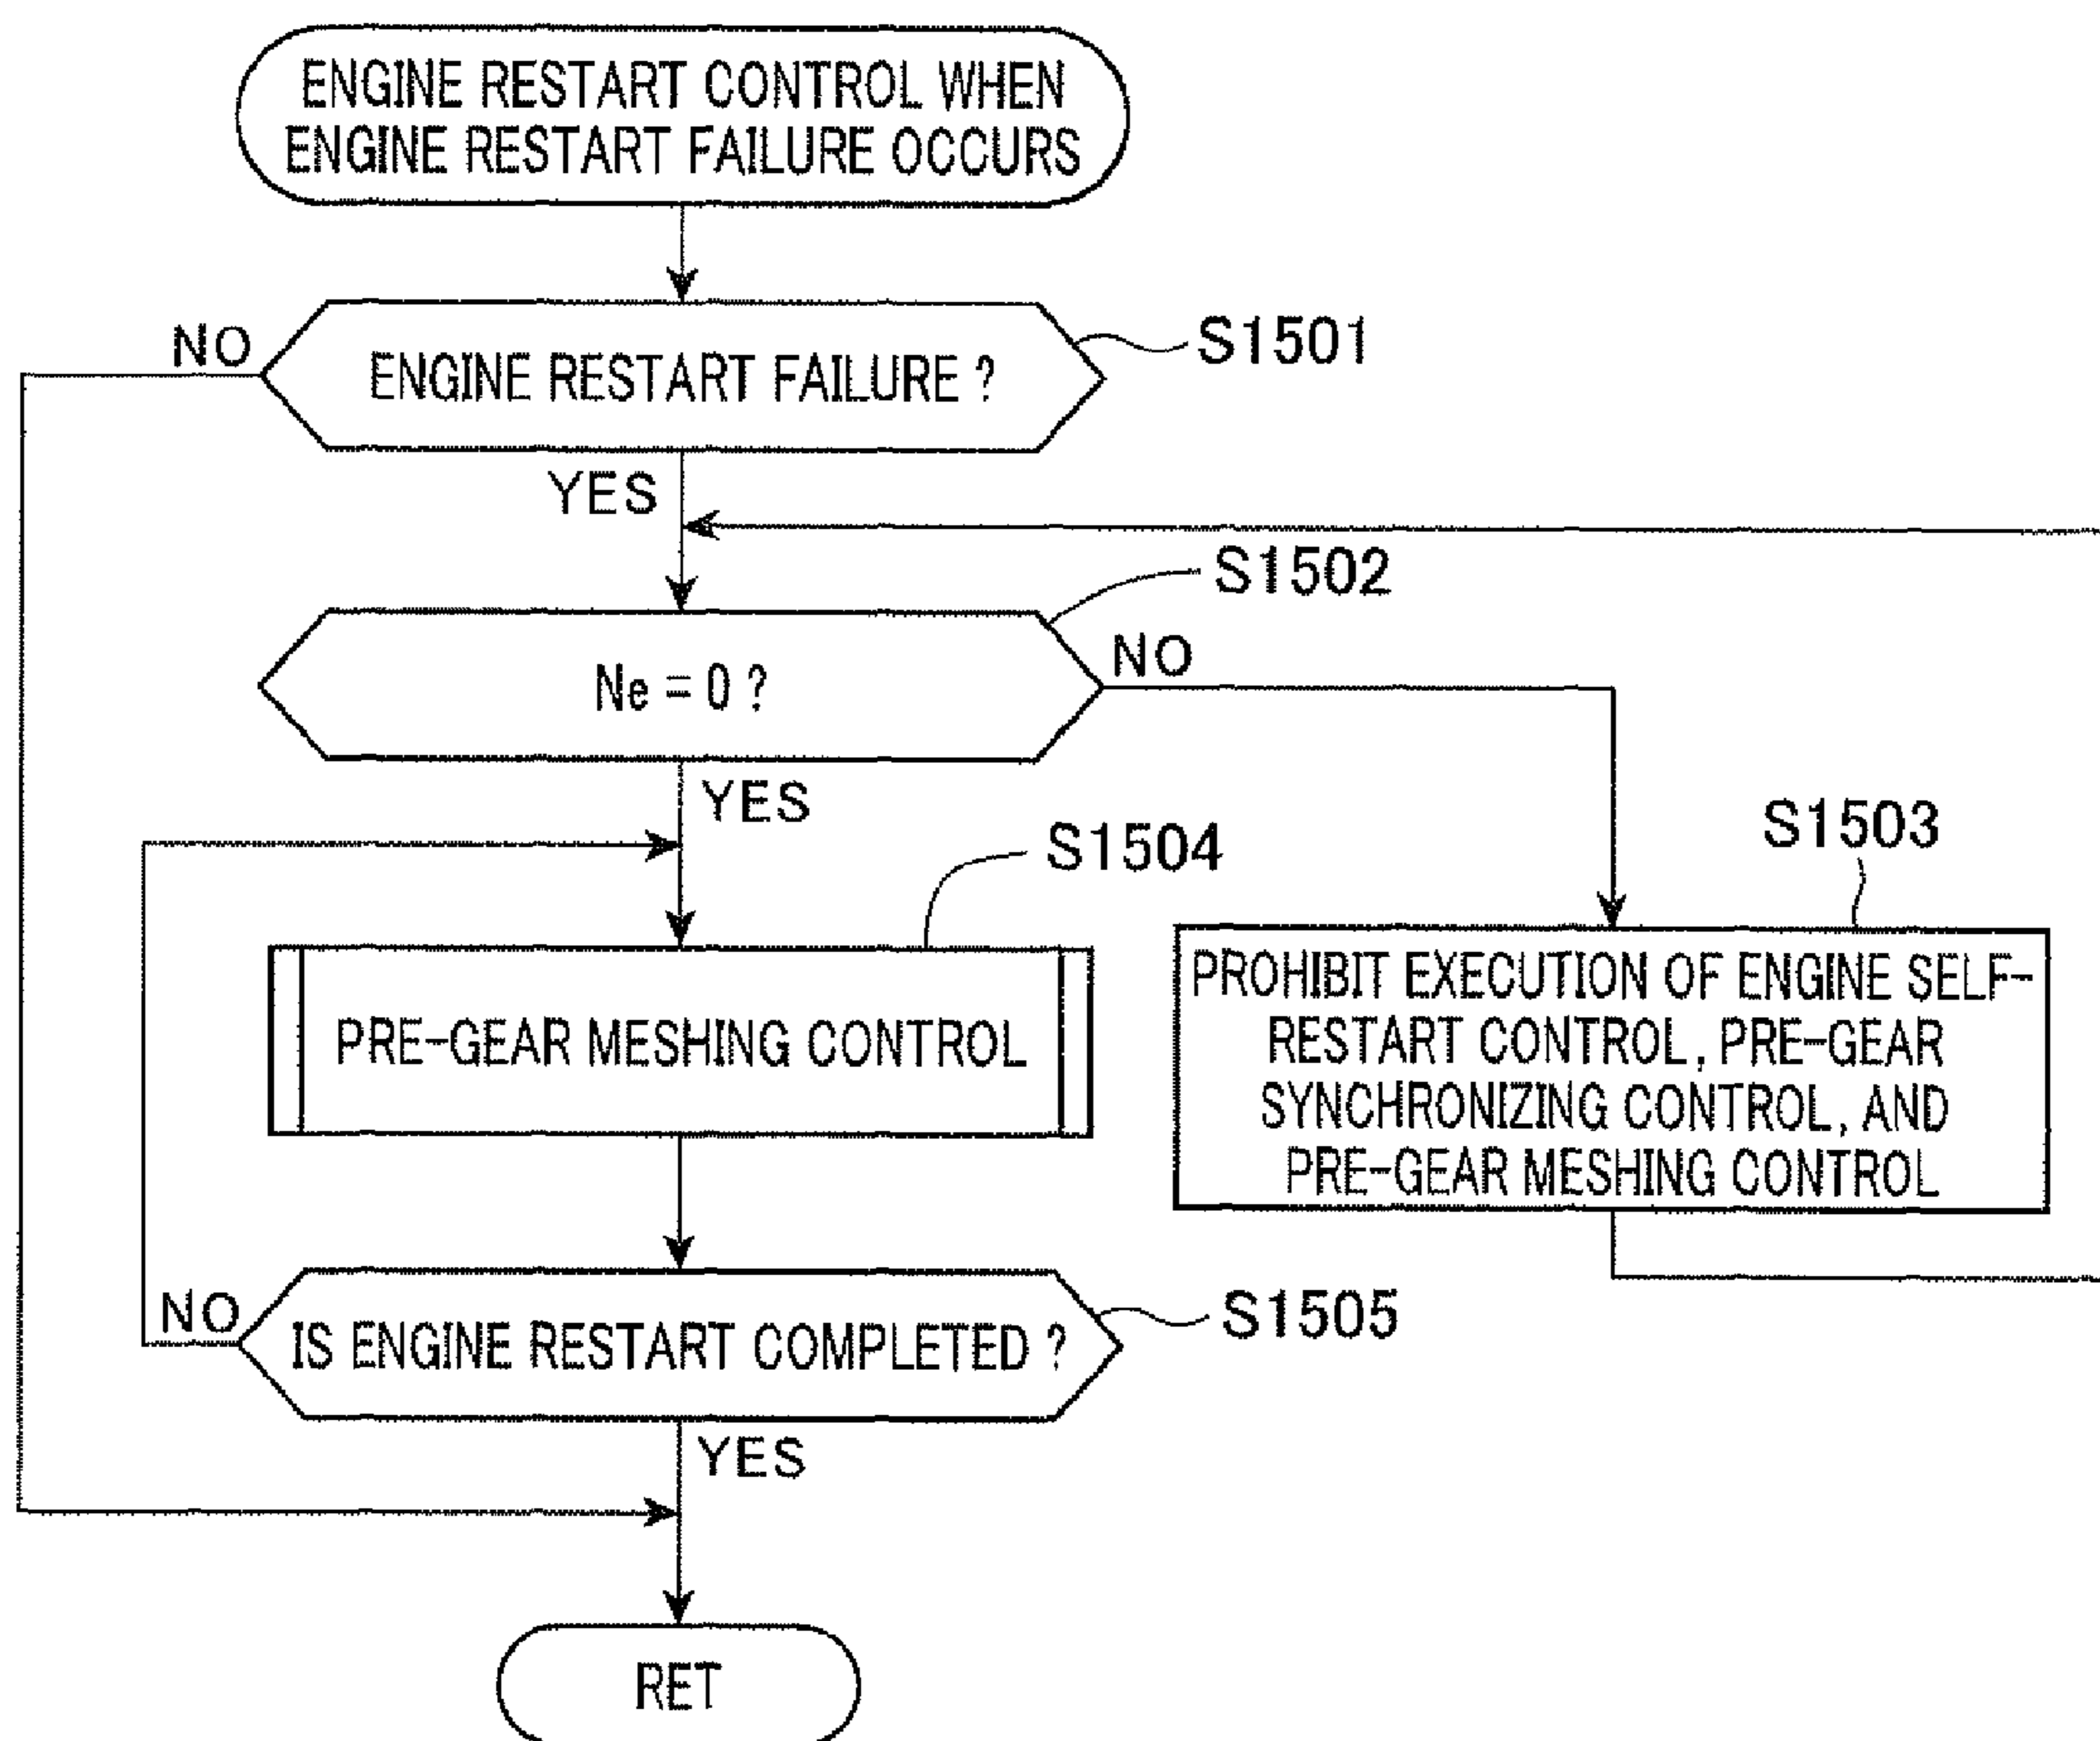 ENGINE RESTART CONTROL WHEN
ENGINE RESTART FAILURE OCCURS
NO
S1501
ENGINE RESTART FAILURE ?
YES
S1502
NO
Ne = 0 ?
YES
S1504
S1503
PRE-GEAR MESHING CONTROL
PROHIBIT EXECUTION OF ENGINE SELF-
RESTART CONTROL, PRE-GEAR
SYNCHRONIZING CONTROL, AND
PRE-GEAR MESHING CONTROL
NO
S1505
IS ENGINE RESTART COMPLETED ?
YES
RET